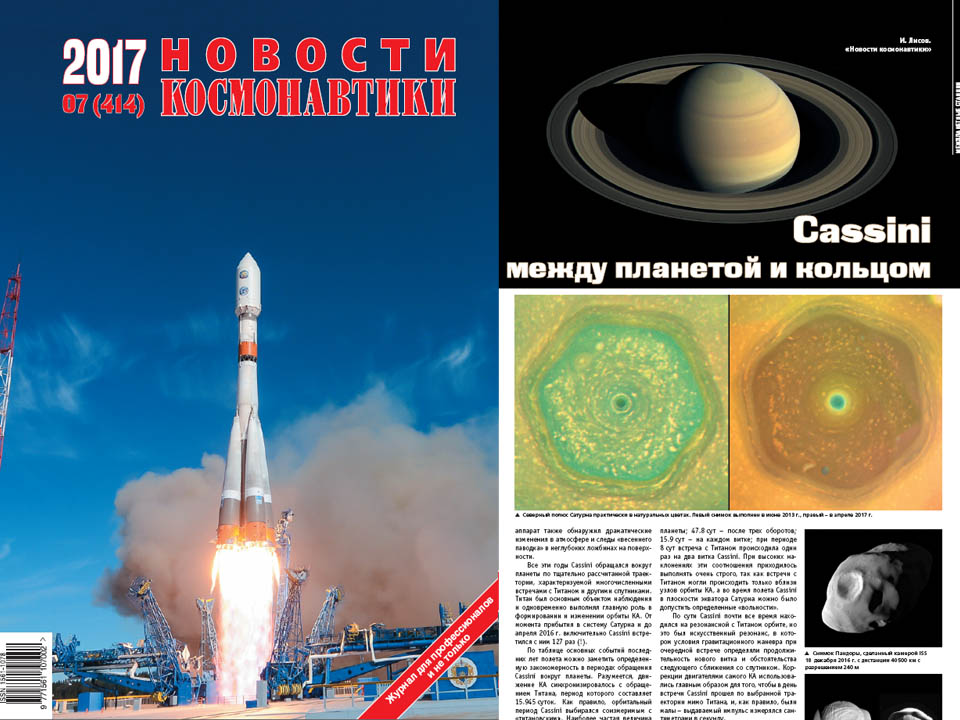 2017
07 (414)
НОВОСТИ
КОСМОНАВТИКИ
Журнал для профессионалов
и не только
И. Лисов.
«Новости космонавтики»
Cassini
между планетой и кольцом
▲ Северный полюс Сатурна практически в натуральных цветах. Левый снимок выполнен в июне 2013 г., правый – в апреле 2017 г.
аппарат также обнаружил драматические
изменения в атмосфере и следы «весеннего
паводка» в неглубоких ложбинах на поверх-
ности.
Все эти годы Cassini обращался вокруг
планеты по тщательно рассчитанной траек-
тории, характеризуемой многочисленными
встречами с Титаном и другими спутниками.
Титан был основным объектом наблюдения
и одновременно выполнял главную роль в
формировании и изменении орбиты КА. От
момента прибытия в систему Сатурна и до
апреля 2016 г. включительно Cassini встре-
тился с ним 127 раз (!).
По таблице основных событий послед-
них лет полета можно заметить определен-
ную закономерность в периодах обращения
Cassini вокруг планеты. Разумеется, дви-
жение КА синхронизировалось с обраще-
нием Титана, период которого составляет
15.945 суток. Как правило, орбитальный
период Cassini выбирался соизмеримым с
«титановским». Наиболее частая величина
планеты; 47.8 сут – после трех оборотов;
15.9 сут – на каждом витке; при периоде
8 сут встреча с Титаном происходила один
раз на два витка Cassini. При высоких на-
клонениях эти соотношения приходилось
выполнять очень строго, так как встречи с
Титаном могли происходить только вблизи
узлов орбиты КА, а во время полета Cassini
в плоскости экватора Сатурна можно было
допустить определенные «вольности».
По сути Cassini почти все время нахо-
дился на резонансной с Титаном орбите, но
это был искусственный резонанс, в кото-
ром условия гравитационного маневра при
очередной встрече определяли продолжи-
тельность нового витка и обстоятельства
следующего сближения со спутником. Кор-
рекции двигателями самого КА использова-
лись главным образом для того, чтобы в день
встречи Cassini прошел по выбранной тра-
ектории мимо Титана, и, как правило, были
малы – выдаваемый импульс измерялся сан-
тиметрами в секунду.
▲ Снимок Пандоры, сделанный камерой ISS
18 декабря 2016 г. с дистанции 40500 км с
разрешением 240 м